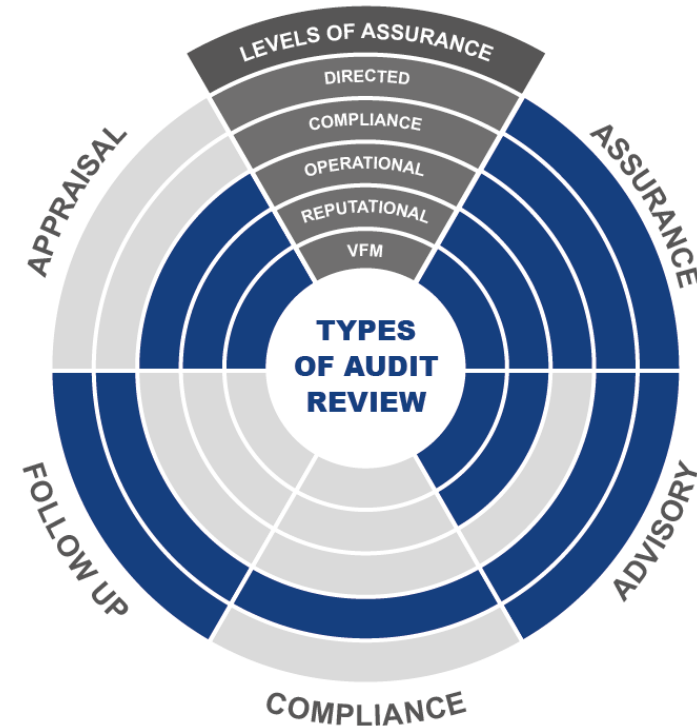 LEVELS OF ASSURANCE
DIRECTED
COMPLIANCE
OPERATIONAL
REPUTATIONAL
VFM
TYPES
OF AUDIT
REVIEW
APPRAISAL
ASSURANCE
FOLLOW UP
ADVISORY
COMPLIANCE